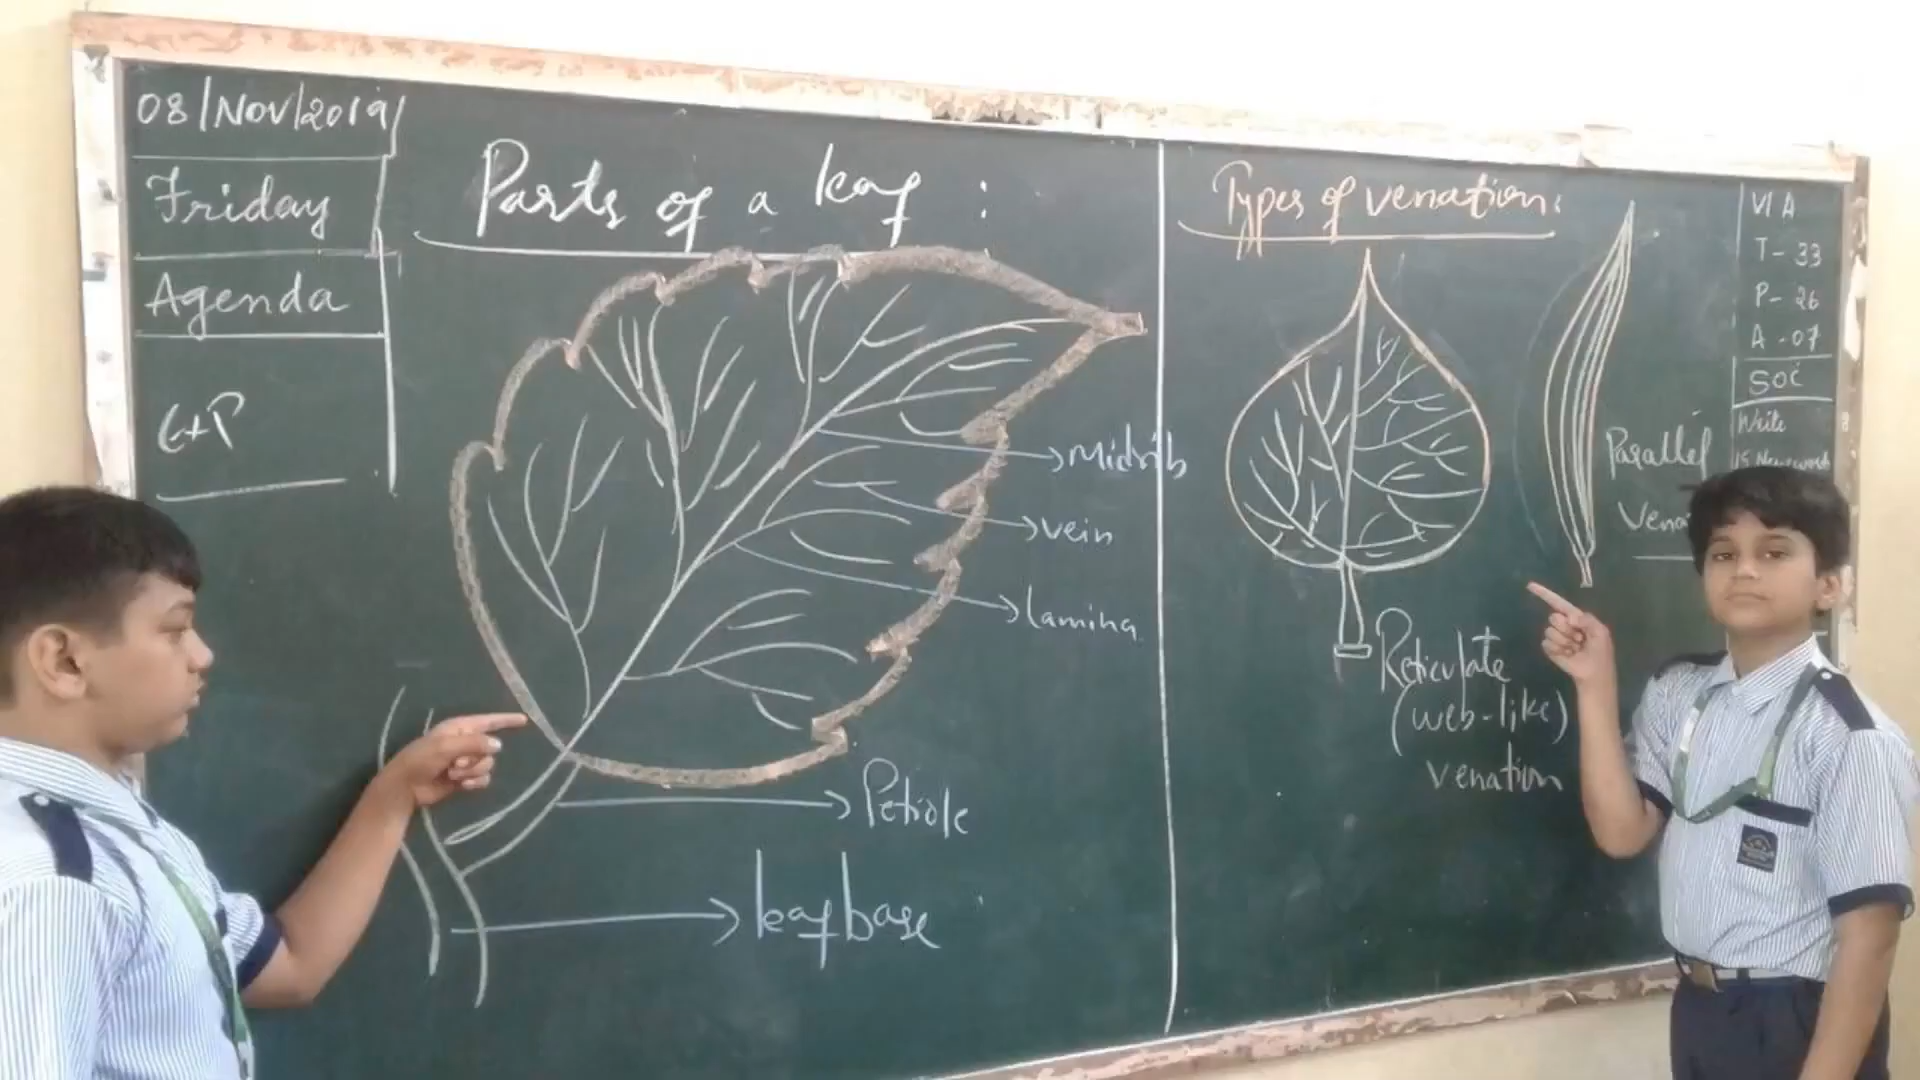 08/Nov/2019/
Friday
Agenda
Parts of a leaf :
Midrib
vein
lamina
Petiole
leaf base
Types of venation:
Reticulate
(web-like)
venation
Parallel
VI A
T - 33
P - 26
A - 07
Write